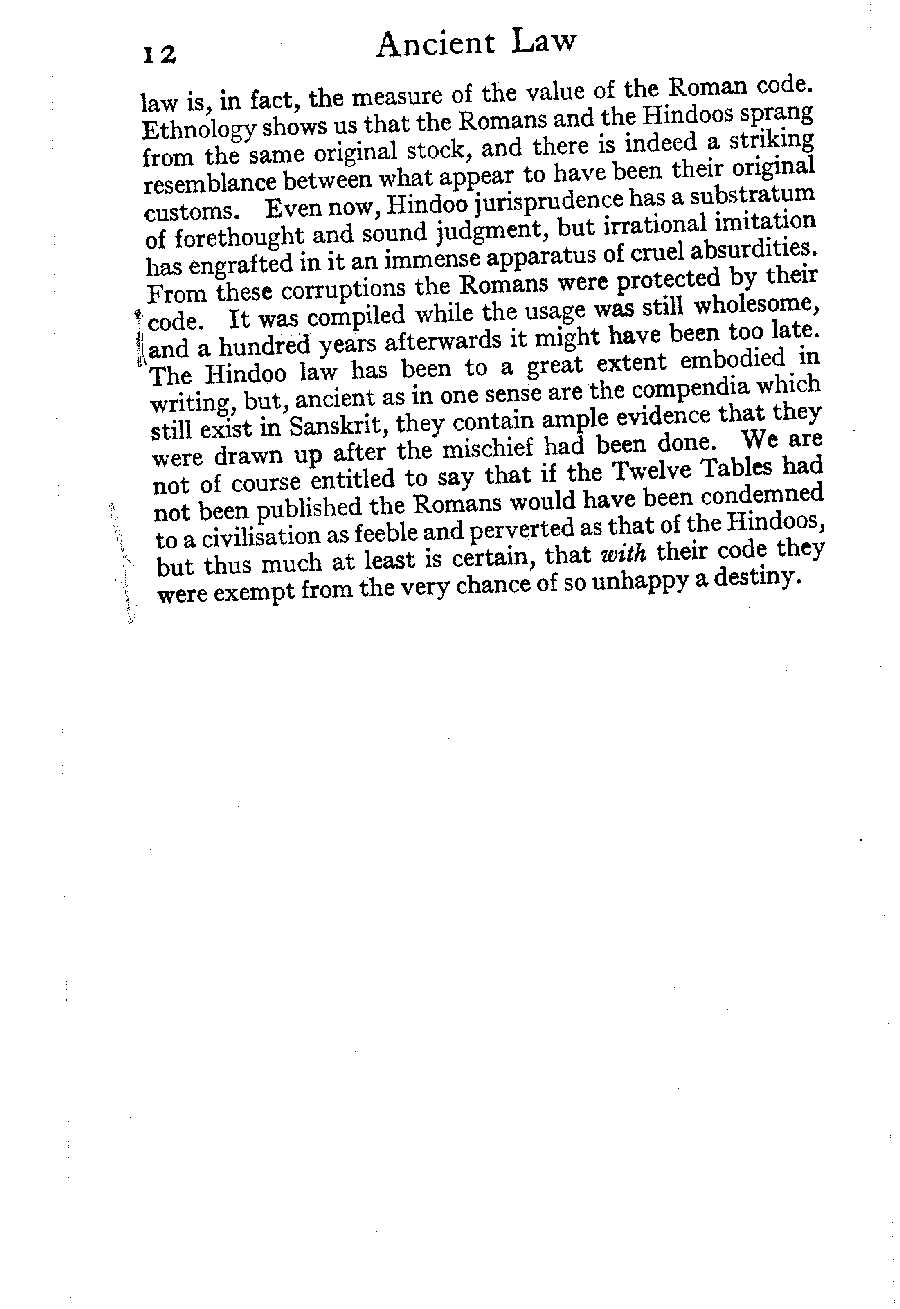 12 Ancient Law
law is, in fact, the measure of the value of the Roman code.
Ethnology shows us that the Romans and the Hindoos sprang
from the same original stock, and there is indeed a striking
resemblance between what appear to have been their original
customs. Even now, Hindoo jurisprudence has a substratum
of forethought and sound judgment, but irrational imitation
has engrafted in it an immense apparatus of cruel absurdities.
From these corruptions the Romans were protected by their
code. It was compiled while the usage was still wholesome,
and a hundred years afterwards it might have been too late.
The Hindoo law has been to a great extent embodied in
writing, but, ancient as in one sense are the compendia which
still exist in Sanskrit, they contain ample evidence that they
were drawn up after the mischief had been done. We are
not of course entitled to say that if the Twelve Tables had
not been published the Romans would have been condemned
to a civilisation as feeble and perverted as that of the Hindoos,
but thus much at least is certain, that with their code they
were exempt from the very chance of so unhappy a destiny.